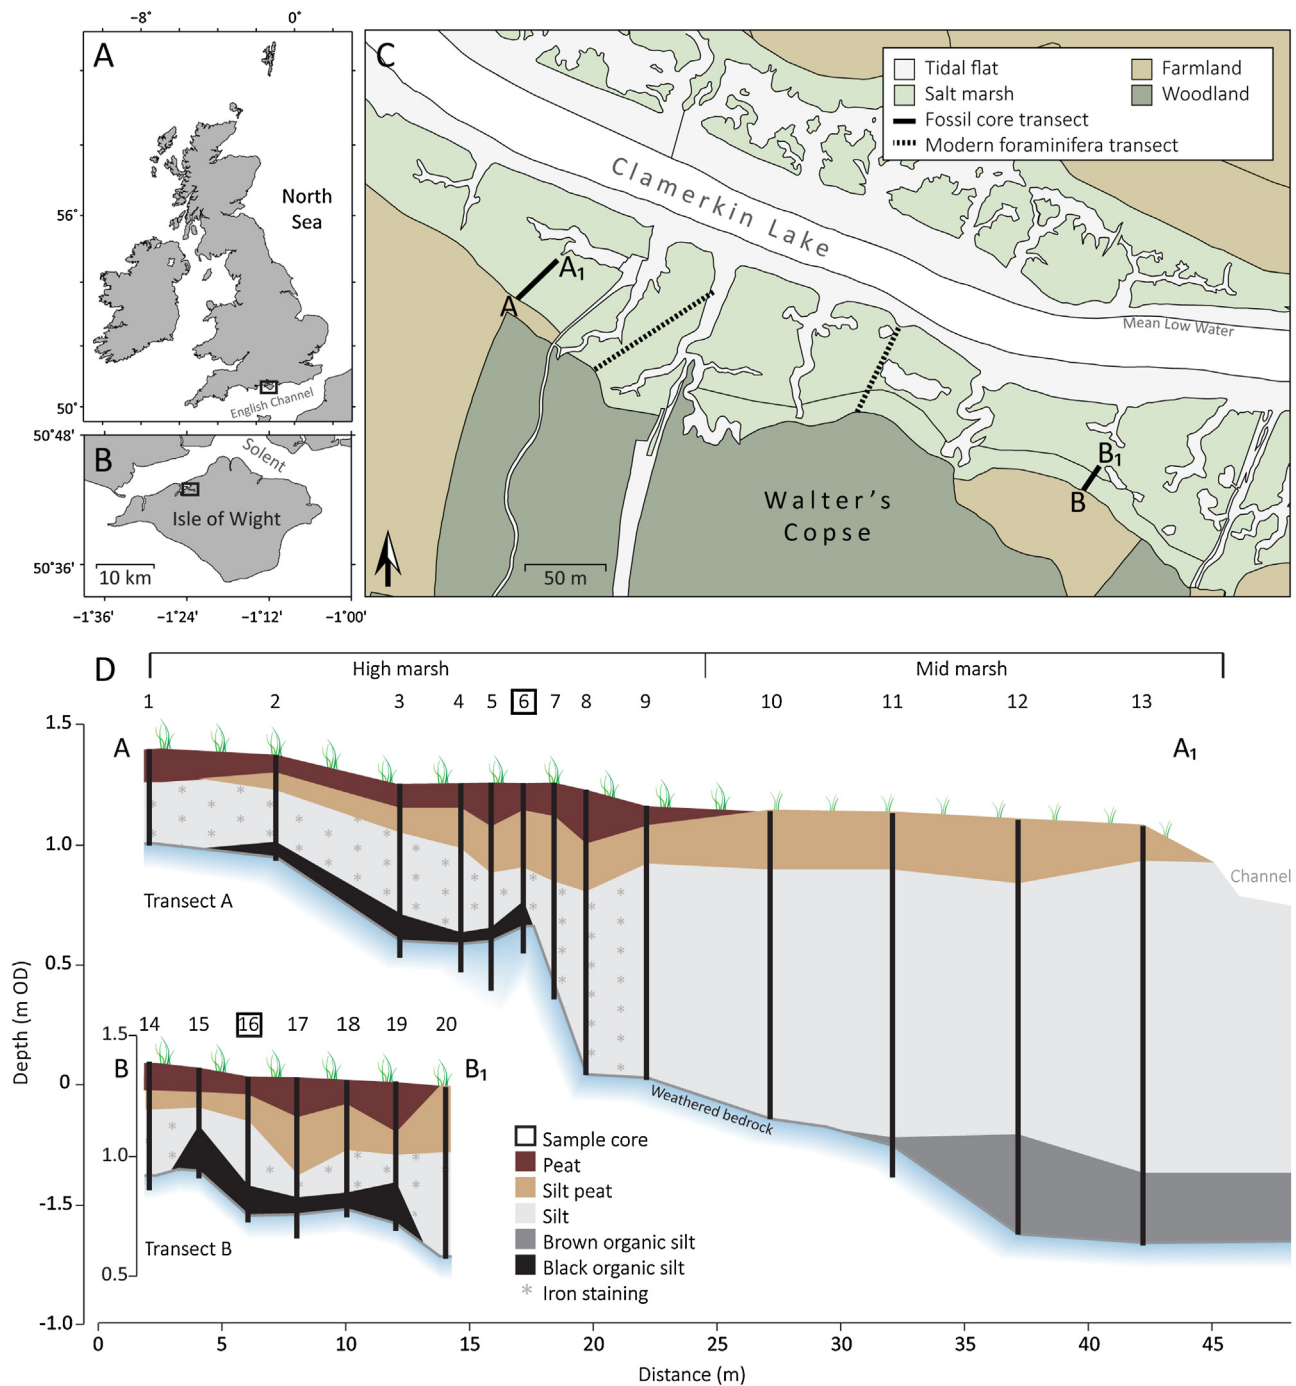 −8°
0°
A
North
Sea
56°
English Channel
50°
50°48'
B
Solent
Isle of Wight
10 km
50°36'
−1°36'
−1°24'
−1°12'
−1°00'
C
Tidal flat
Farmland
Salt marsh
Woodland
Fossil core transect
Modern foraminifera transect
Clamerkin Lake
Mean Low Water
A₁
A
B₁
B
Walter's
Copse
50 m
D
High marsh
Mid marsh
1 2 3 4 5 6 7 8 9 10 11 12 13
1.5
A
A₁
1.0
Channel
Transect A
0.5
14 15 16 17 18 19 20
1.5
B
B₁
0
Weathered bedrock
1.0
Transect B
0.5
-1.5
-1.0
Depth (m OD)
Sample core
Peat
Silt peat
Silt
Brown organic silt
Black organic silt
* Iron staining
0 5 10 15 20 25 30 35 40 45
Distance (m)